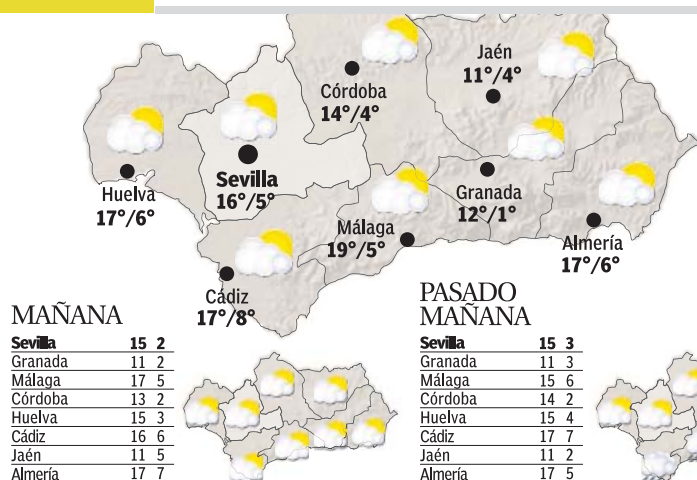 Jaén
11°/4°
Córdoba
14°/4°
Sevilla
16°/5°
Huelva
17°/6°
Granada
12°/1°
Málaga
19°/5°
Almería
17°/6°
Cádiz
17°/8°
MAÑANA
Sevilla 15 2
Granada 11 2
Málaga 17 5
Córdoba 13 2
Huelva 15 3
Cádiz 16 6
Jaén 11 5
Almería 17 7
PASADO
MAÑANA
Sevilla 15 3
Granada 11 3
Málaga 15 6
Córdoba 14 2
Huelva 15 4
Cádiz 17 7
Jaén 11 2
Almería 17 5